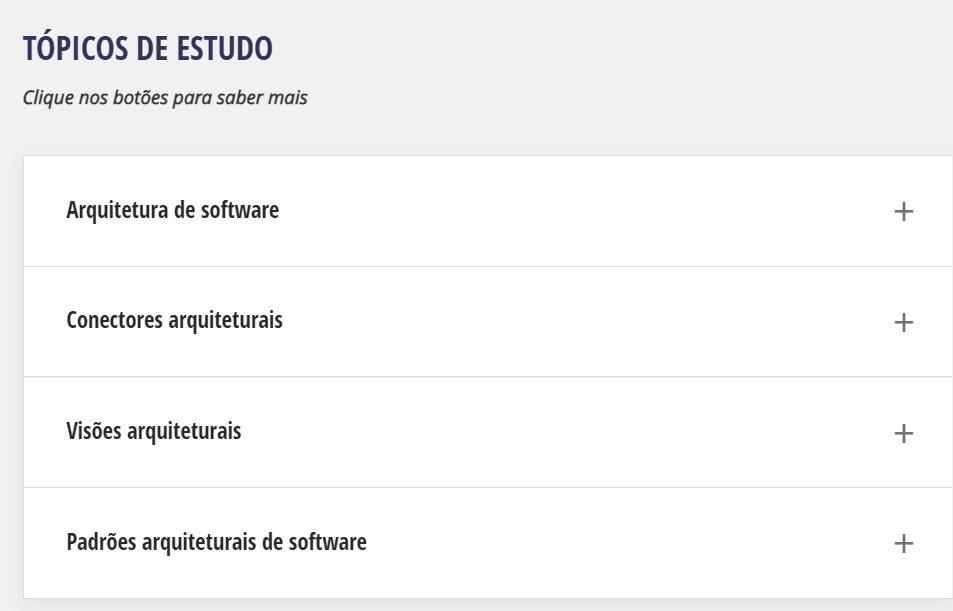 TÓPICOS DE ESTUDO
Clique nos botões para saber mais
Arquitetura de software
Conectores arquiteturais
Visões arquiteturais
Padrões arquiteturais de software